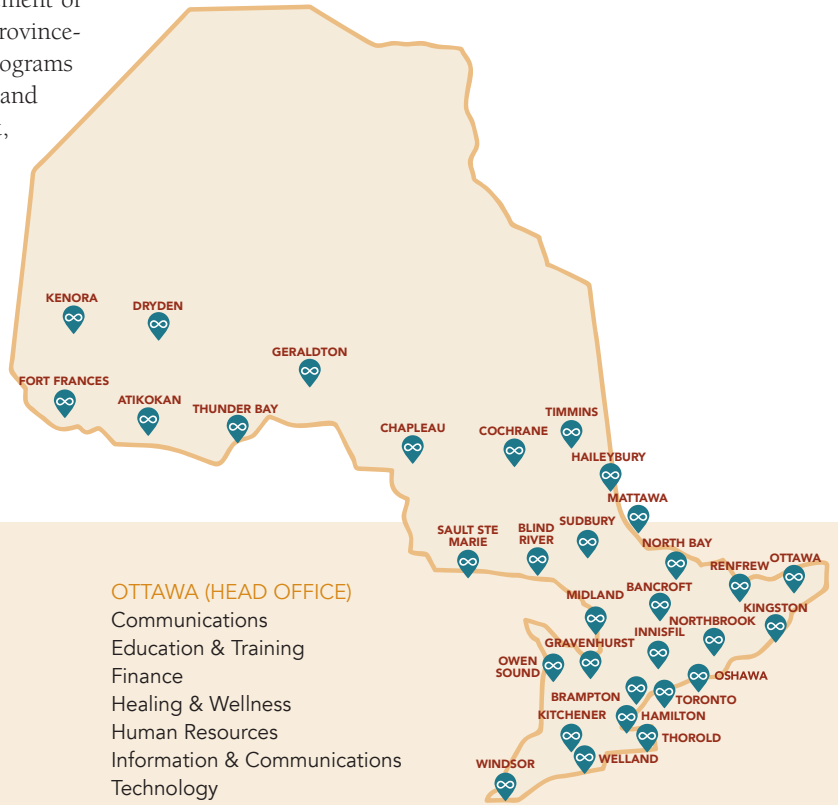 rovince-
ograms
and
KENORA
DRYDEN
GERALDTON
FORT FRANCES
ATIKOKAN
THUNDER BAY
CHAPLEAU
COCHRANE
TIMMINS
HAILEYBURY
MATTAWA
SAULT STE
MARIE
BLIND
RIVER
SUDBURY
NORTH BAY
RENFREW
OTTAWA
MIDLAND
BANCROFT
KINGSTON
NORTHBROOK
INNISFIL
GRAVENHURST
OWEN
SOUND
OSHAWA
BRAMPTON
TORONTO
KITCHENER
HAMILTON
THOROLD
WELLAND
WINDSOR
OTTAWA (HEAD OFFICE)
Communications
Education & Training
Finance
Healing & Wellness
Human Resources
Information & Communications
Technology